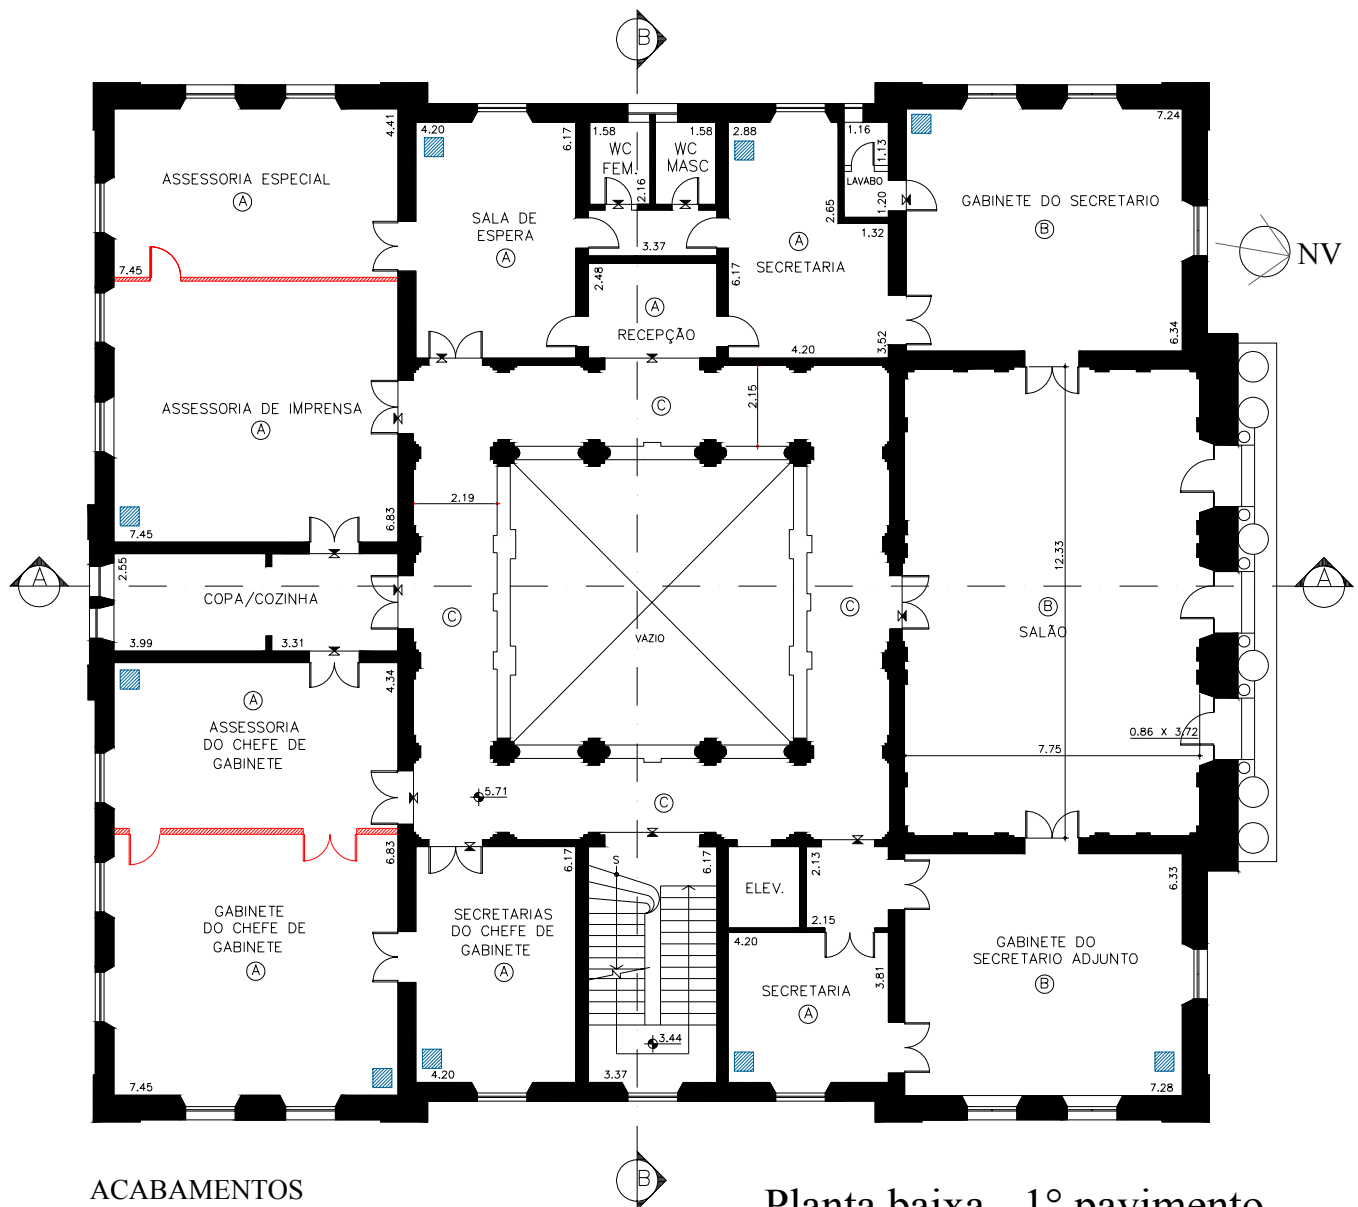 B
4.41
4.20
6.17
1.58
WC
FEM.
2.16
1.58
WC
MASC
2.88
1.16
1.13
LAVABO
1.20
7.24
ASSESSORIA ESPECIAL
A
SALA DE
ESPERA
A
3.37
2.65
1.32
A
SECRETARIA
GABINETE DO SECRETARIO
B
NV
7.45
2.48
A
RECEPÇÃO
6.17
4.20
3.52
6.34
ASSESSORIA DE IMPRENSA
A
C
2.15
2.19
7.45
6.83
A
2.55
COPA/COZINHA
3.99
3.31
C
VAZIO
C
12.33
B
SALÃO
A
4.34
A
ASSESSORIA
DO CHEFE DE
GABINETE
0.86 X 3.72
7.75
5.71
C
6.83
6.17
S
6.17
2.13
ELEV.
2.15
6.33
GABINETE
DO CHEFE DE
GABINETE
A
SECRETARIAS
DO CHEFE DE
GABINETE
A
4.20
3.81
SECRETARIA
A
GABINETE DO
SECRETARIO ADJUNTO
B
3.44
7.45
4.20
3.37
7.28
B
ACABAMENTOS
Planta baixa - 1° pavimento